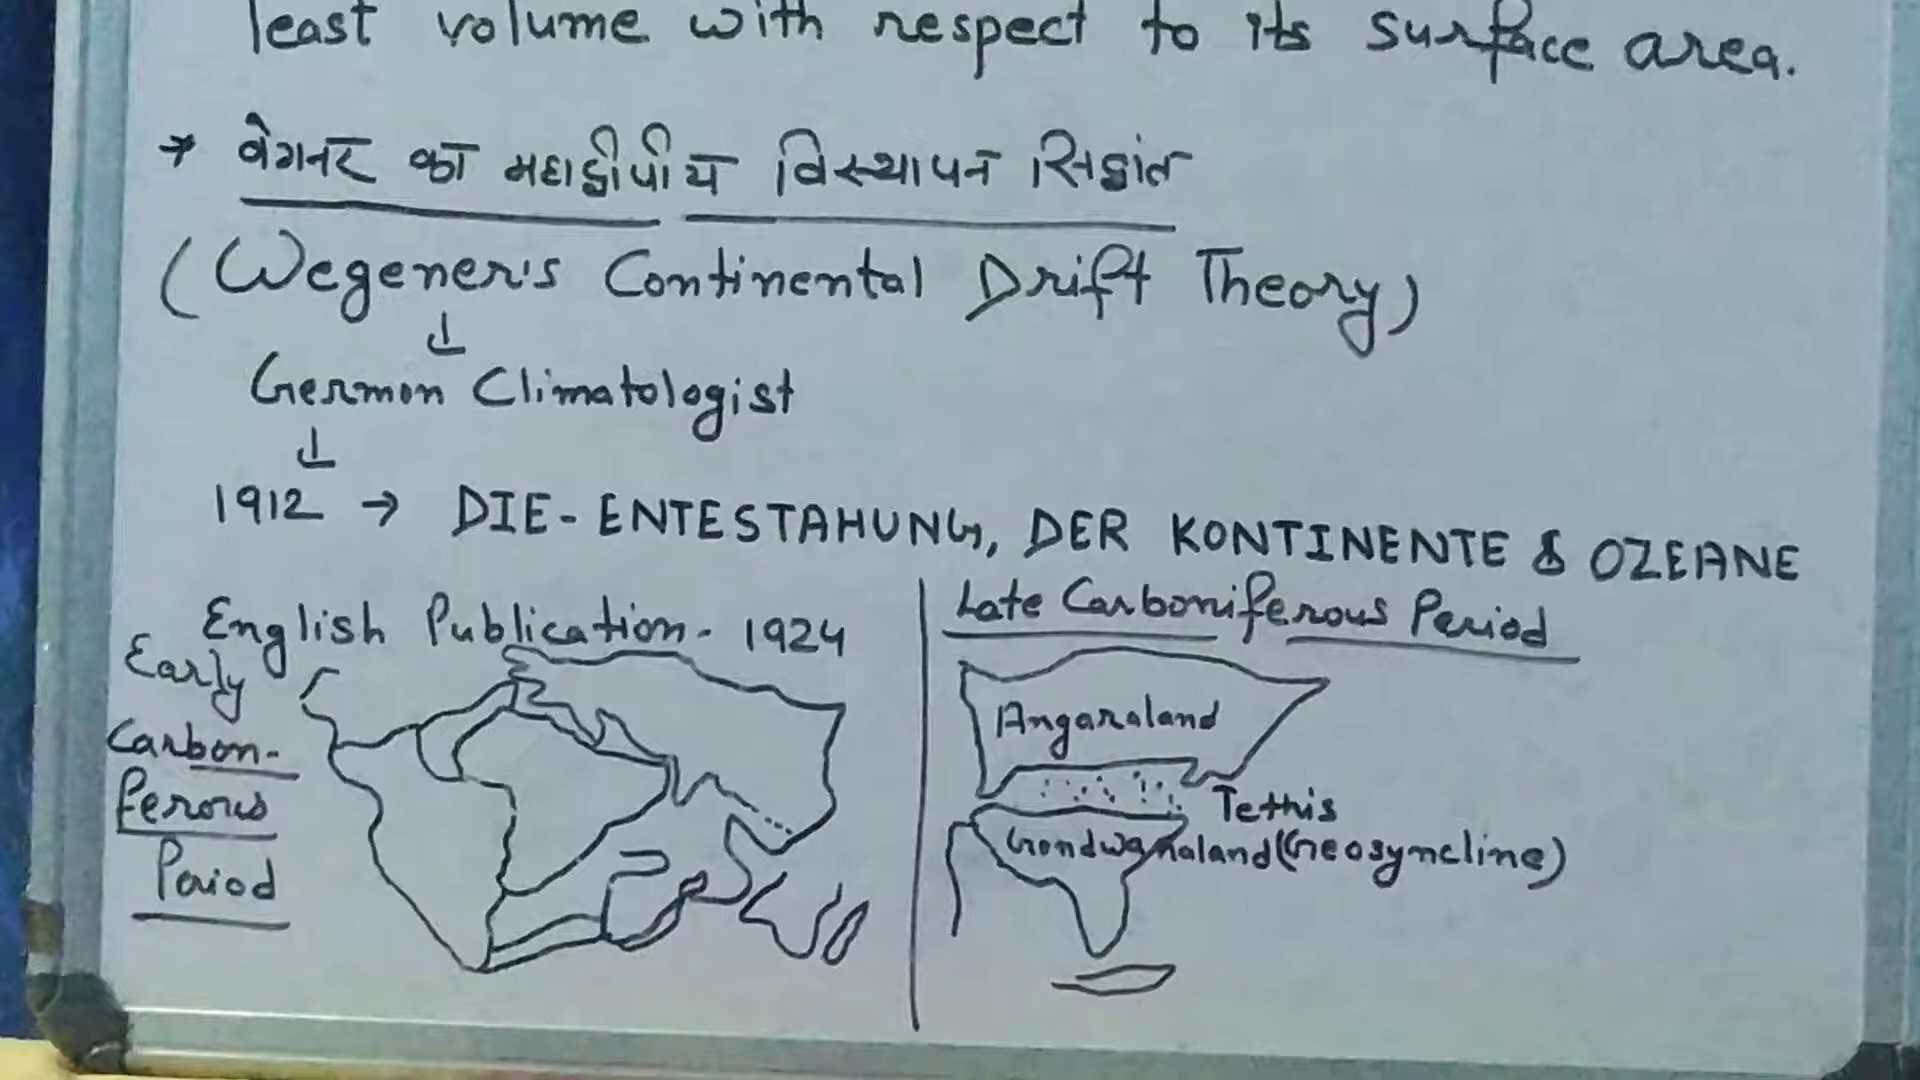 least volume with respect to its surface area.
→ वेगनर का महाद्वीपीय विस्थापन सिद्धांत
(Wegener's Continental Drift Theory)
↓
German Climatologist
↓
1912 → DIE-ENTESTAHUNG, DER KONTINENTE & OZEANE
English Publication - 1924
Early
Carbon-
ferous
Period
Late Carboniferous Period
Angaraland
Tethis
Gondwanaland (Geosyncline)